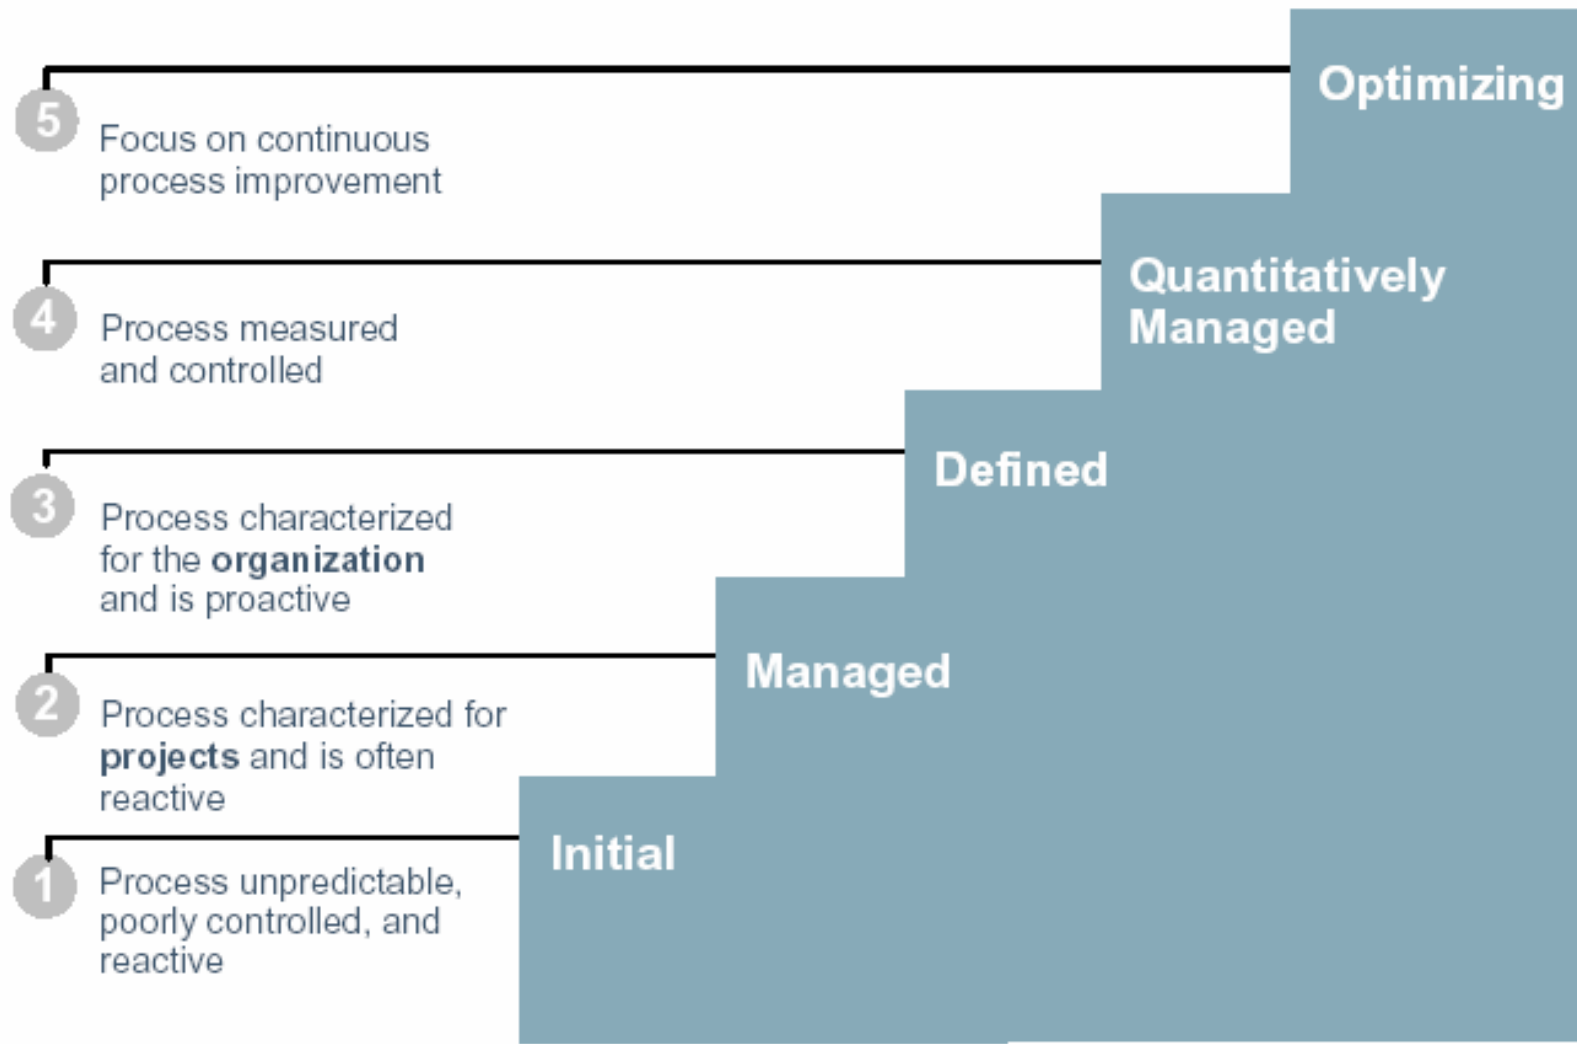 Optimizing
5
Focus on continuous
process improvement
Quantitatively
Managed
4
Process measured
and controlled
Defined
3
Process characterized
for the organization
and is proactive
Managed
2
Process characterized for
projects and is often
reactive
Initial
1
Process unpredictable,
poorly controlled, and
reactive